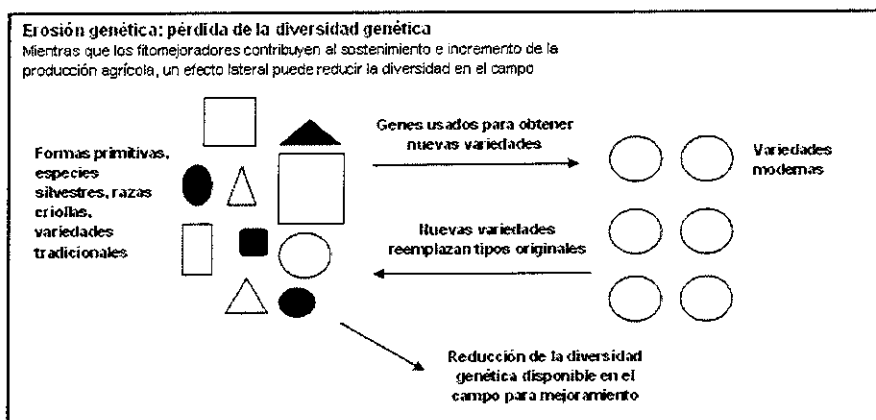 Erosión genética: pérdida de la diversidad genética
Mientras que los fitomejoradores contribuyen al sostenimiento e incremento de la
producción agrícola, un efecto lateral puede reducir la diversidad en el campo
Formas primitivas,
especies
silvestres, razas
criollas,
variedades
tradicionales
Genes usados para obtener
nuevas variedades
Variedades
modernas
Nuevas variedades
reemplazan tipos originales
Reducción de la diversidad
genética disponible en el
campo para mejoramiento